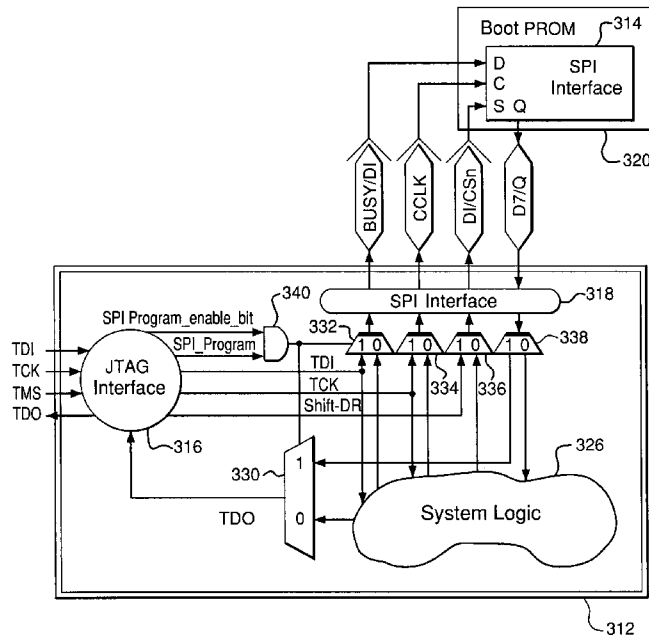 Boot PROM
314
D
C
S Q
SPI
Interface
320
BUSY/DI
CCLK
DI/CSn
D7/Q
SPI Interface
318
340
SPI Program_enable_bit
SPI_Program
332
1 0
1 0
1 0
1 0
338
334
336
TDI
TCK
TMS
TDO
JTAG
Interface
316
TDI
TCK
Shift-DR
330
1
0
TDO
326
System Logic
312